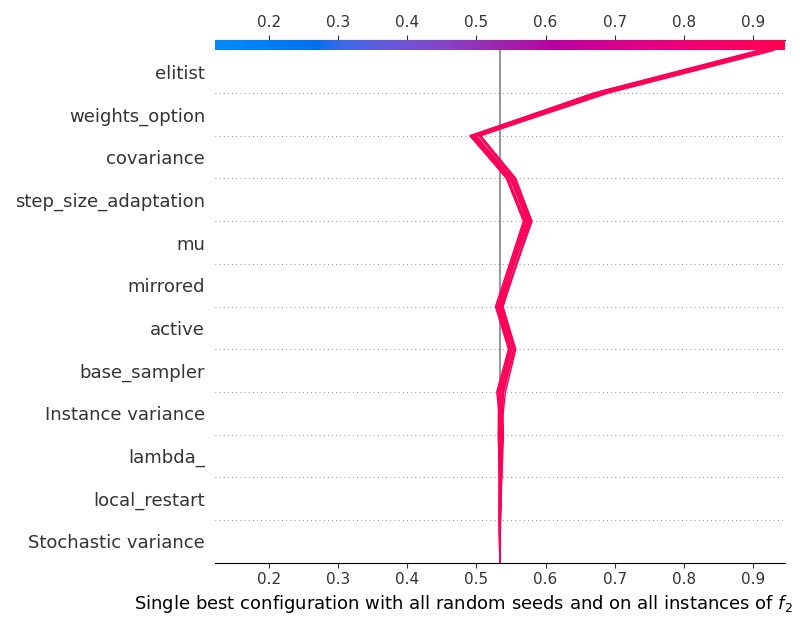 0.2 0.3 0.4 0.5 0.6 0.7 0.8 0.9
elitist
weights_option
covariance
step_size_adaptation
mu
mirrored
active
base_sampler
Instance variance
lambda_
local_restart
Stochastic variance
0.2 0.3 0.4 0.5 0.6 0.7 0.8 0.9
Single best configuration with all random seeds and on all instances of f₂